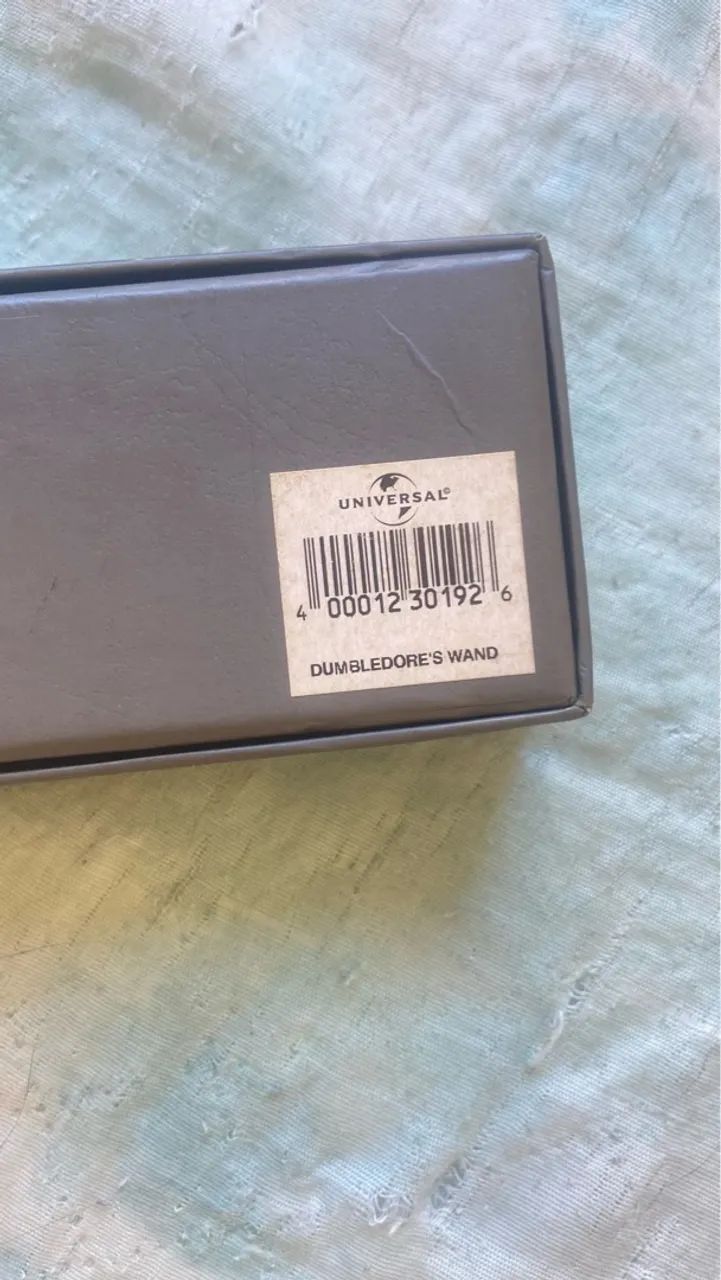 UNIVERSAL©
4 00012 30192 6
DUMBLEDORE'S WAND